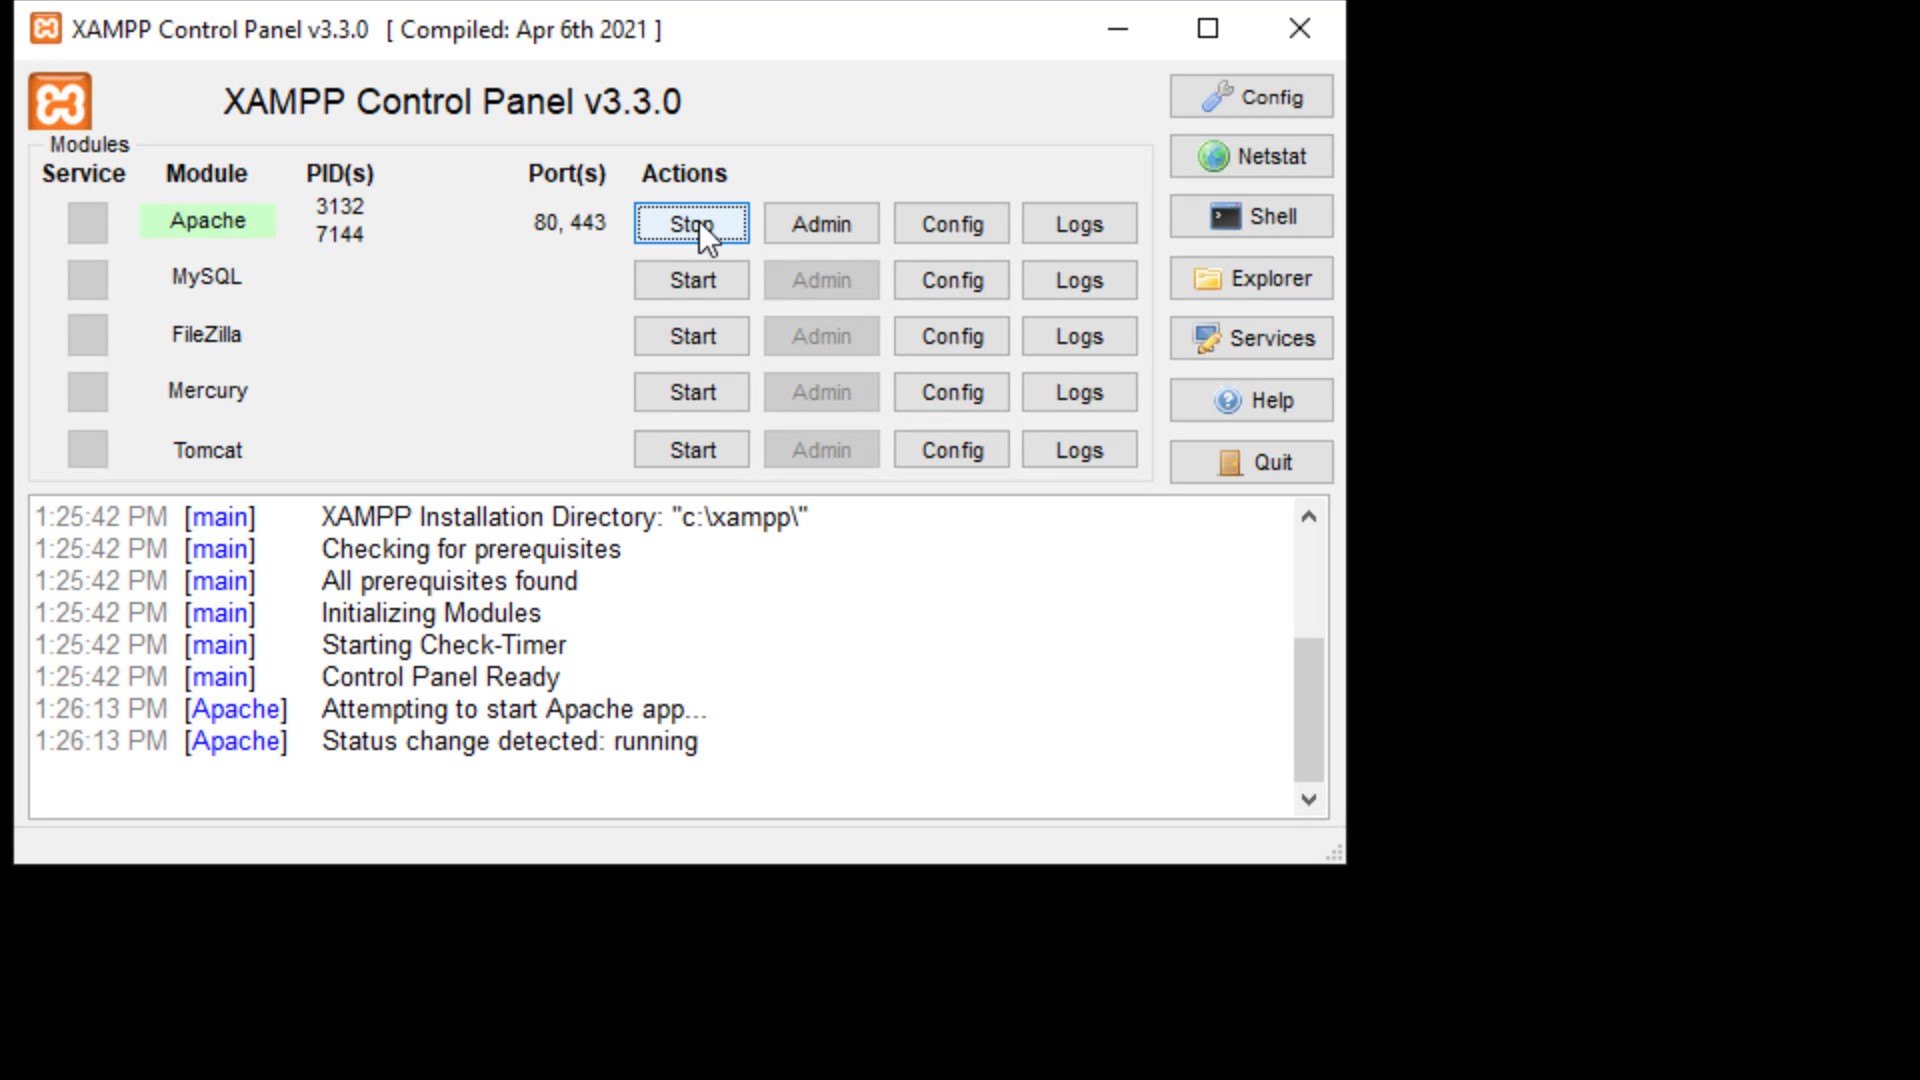 XAMPP Control Panel v3.3.0 [ Compiled: Apr 6th 2021 ]
XAMPP Control Panel v3.3.0
Config
Modules
Service Module PID(s) Port(s) Actions
Netstat
Apache 3132 7144 80, 443 Stop Admin Config Logs
Shell
MySQL Start Admin Config Logs
Explorer
FileZilla Start Admin Config Logs
Services
Mercury Start Admin Config Logs
Help
Tomcat Start Admin Config Logs
Quit
1:25:42 PM [main] XAMPP Installation Directory: "c:\xampp\"
1:25:42 PM [main] Checking for prerequisites
1:25:42 PM [main] All prerequisites found
1:25:42 PM [main] Initializing Modules
1:25:42 PM [main] Starting Check-Timer
1:25:42 PM [main] Control Panel Ready
1:26:13 PM [Apache] Attempting to start Apache app...
1:26:13 PM [Apache] Status change detected: running